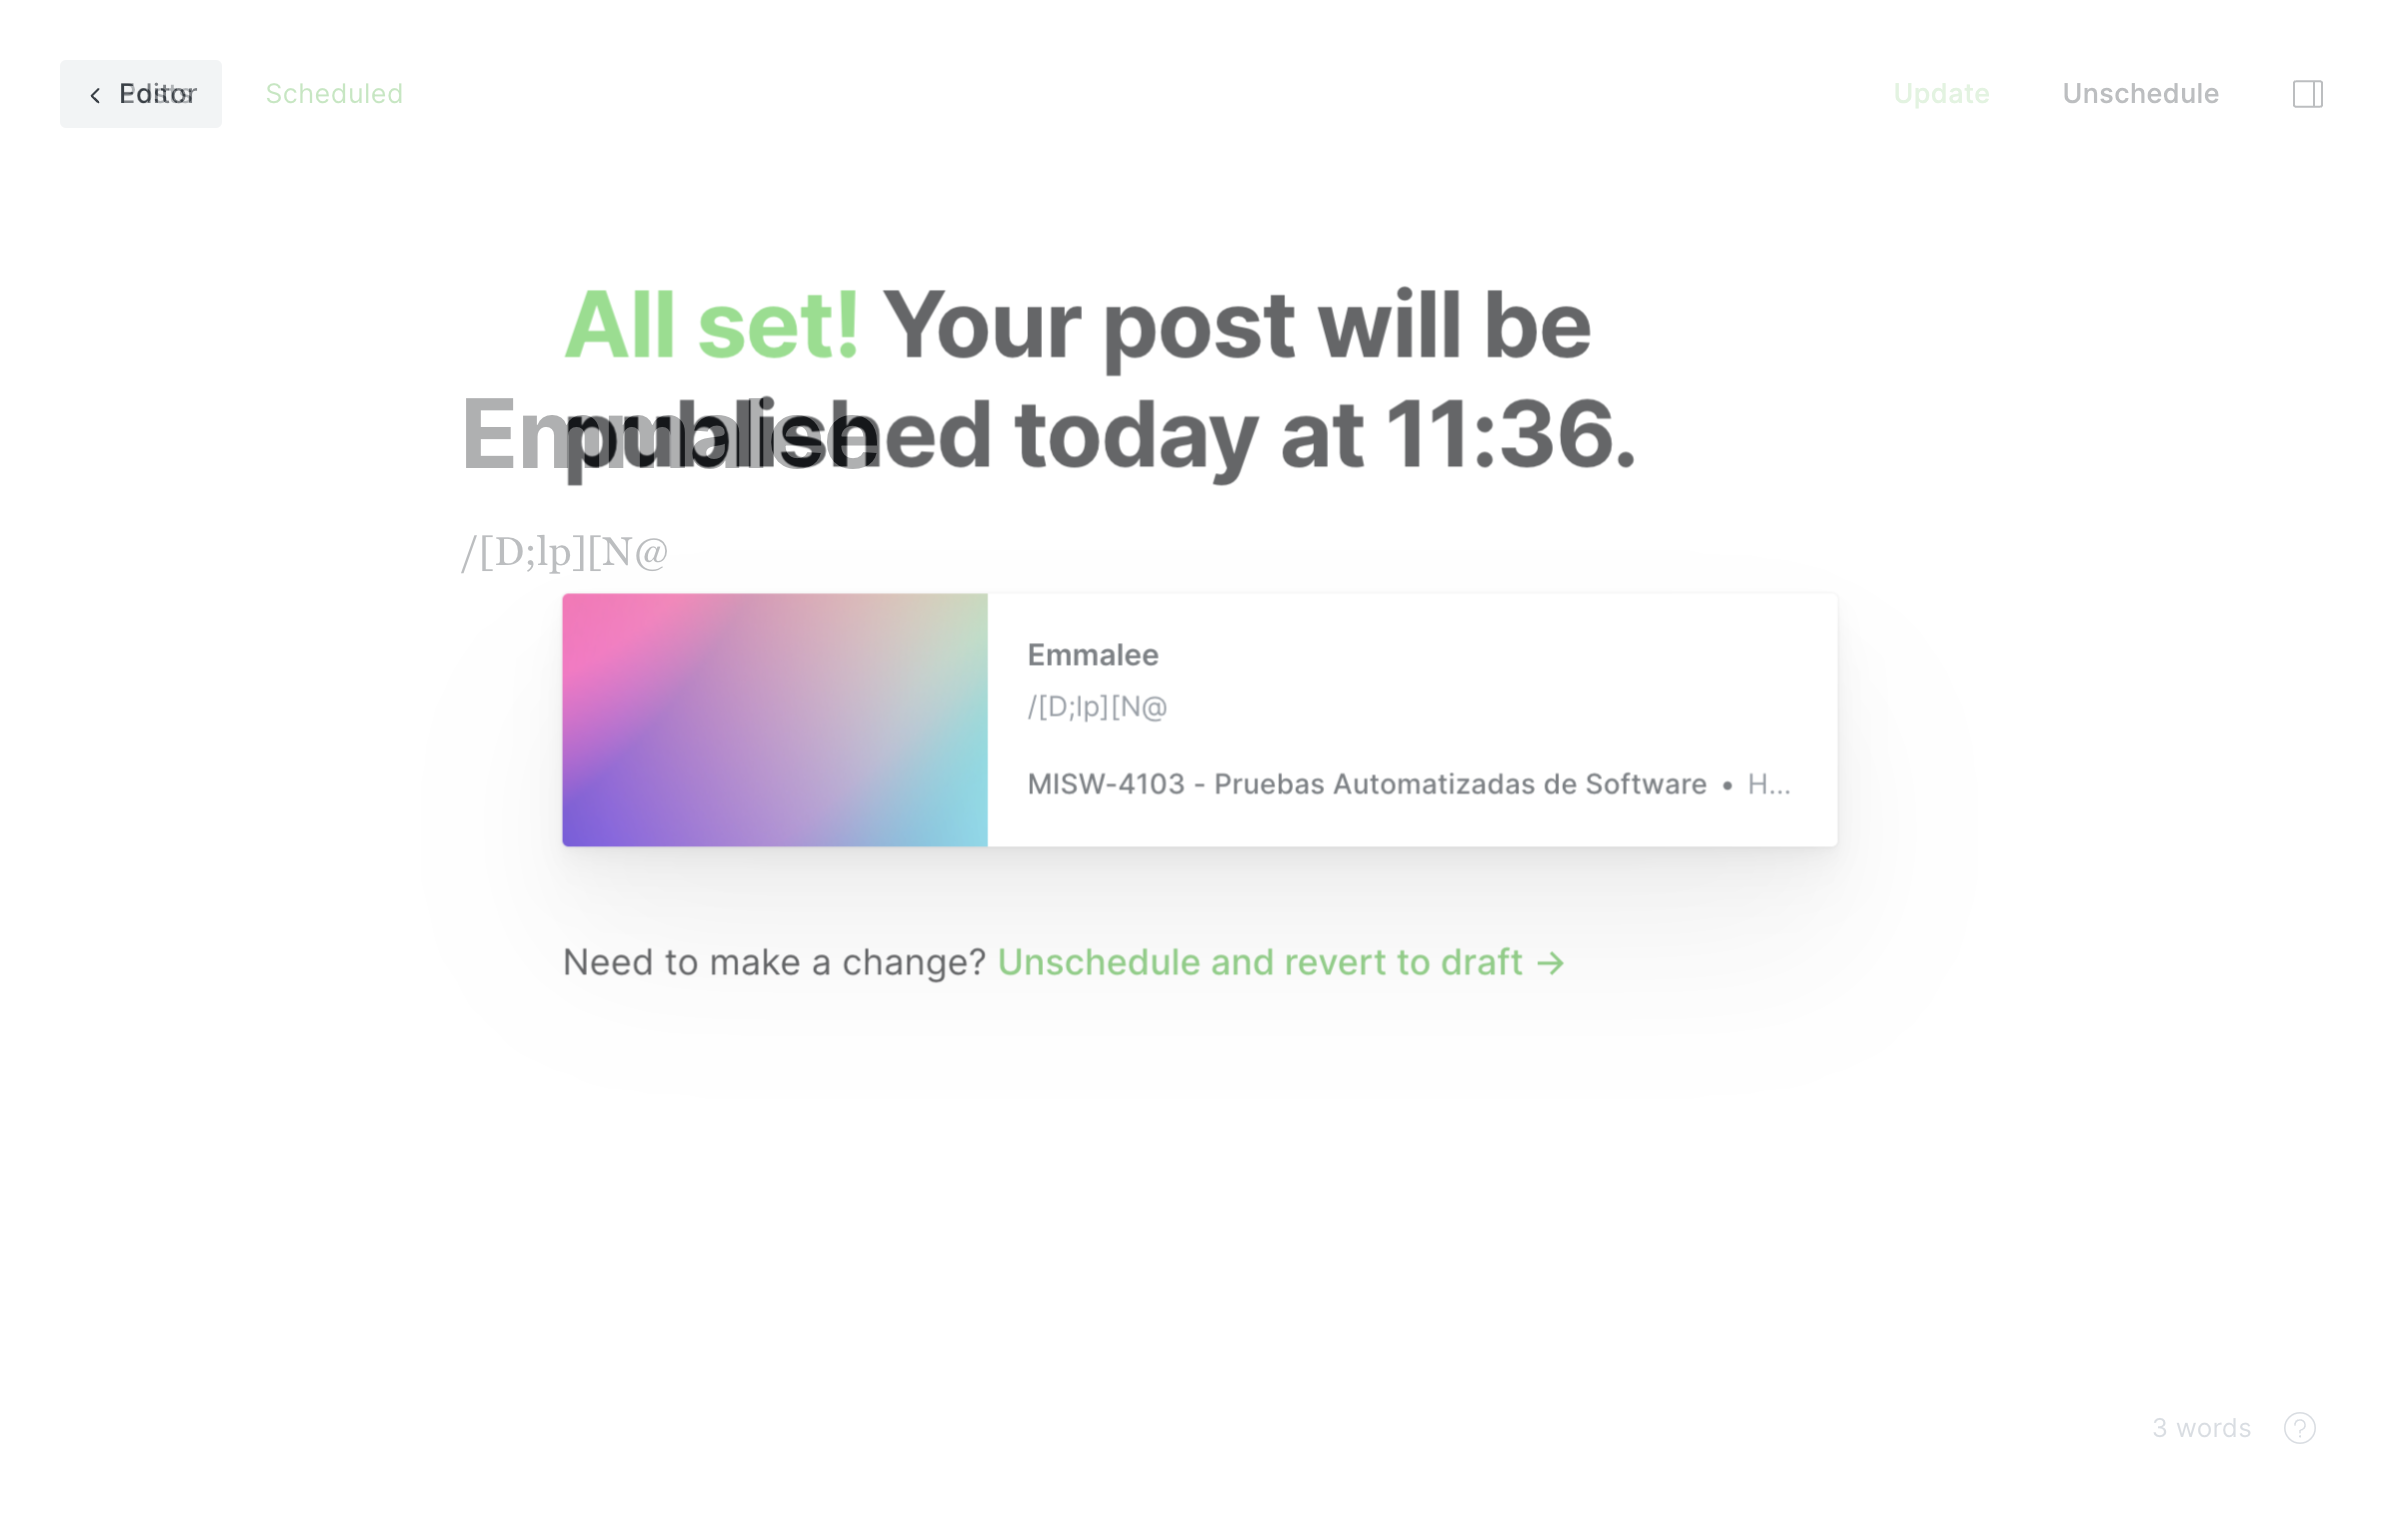 Editor
Scheduled
Update
Unschedule
All set! Your post will be
published today at 11:36.
Emmalee
/[D;lp][N@
Emmalee
/[D;lp][N@
MISW-4103 - Pruebas Automatizadas de Software • H...
Need to make a change? Unschedule and revert to draft →
3 words
?